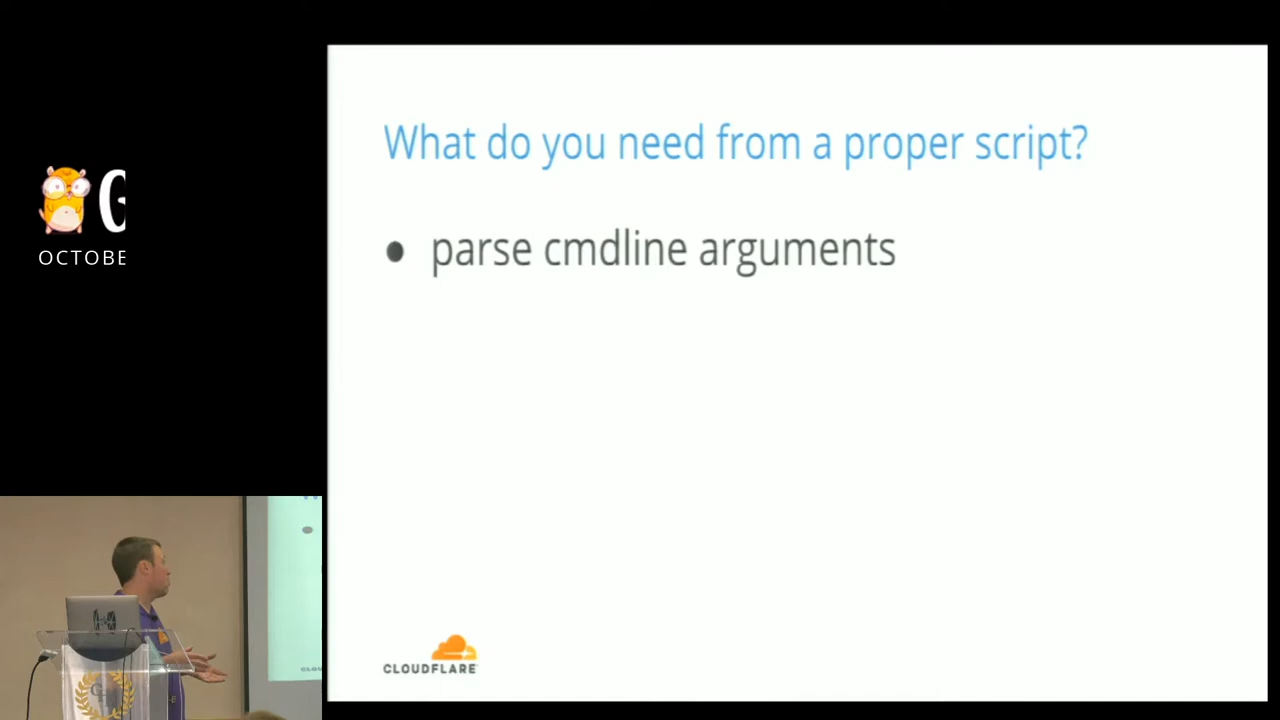 What do you need from a proper script?
● parse cmdline arguments
G
OCTOBE
CLOUDFLARE